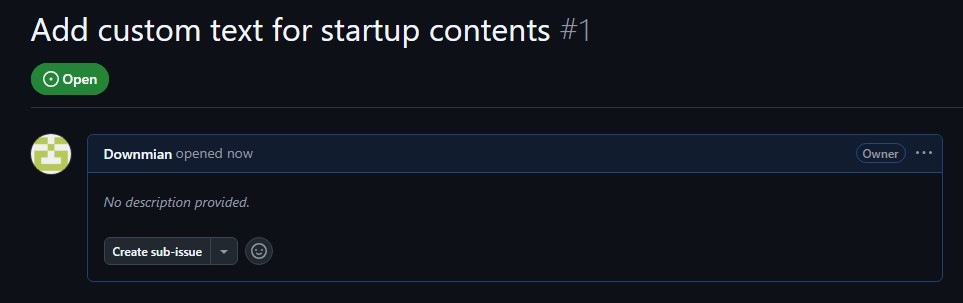 Add custom text for startup contents #1
Open
Downmian opened now
Owner
No description provided.
Create sub-issue